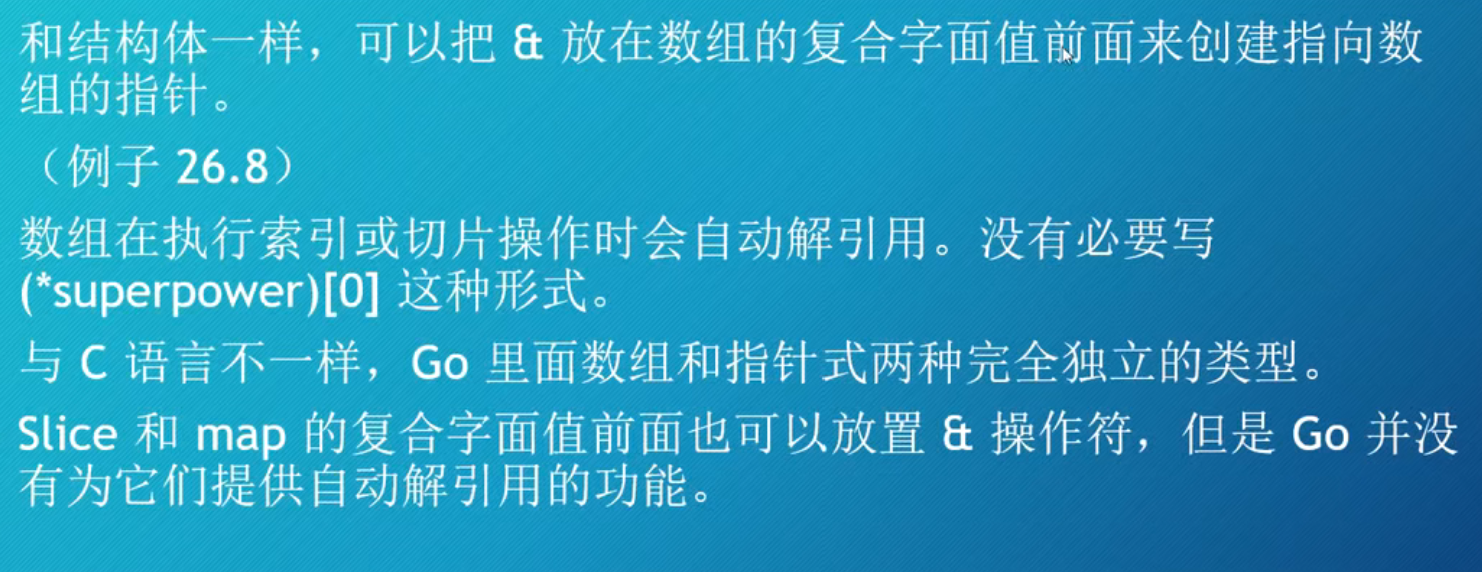 和结构体一样，可以把 & 放在数组的复合字面值前面来创建指向数
组的指针。
（例子 26.8）
数组在执行索引或切片操作时会自动解引用。没有必要写
(*superpower)[0] 这种形式。
与 C 语言不一样，Go 里面数组和指针式两种完全独立的类型。
Slice 和 map 的复合字面值前面也可以放置 & 操作符，但是 Go 并没
有为它们提供自动解引用的功能。